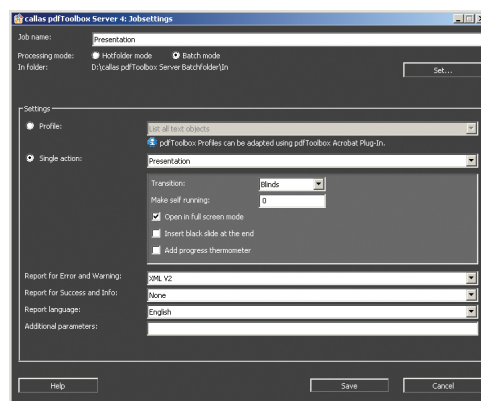 callas pdfToolbox Server 4: Jobsettings
Job name: Presentation
Processing mode: Hotfolder mode Batch mode
In folder: D:\callas pdfToolbox Server Batchfolder\In
Set...
Settings
Profile: List all text objects
pdfToolbox Profiles can be adapted using pdfToolbox Acrobat Plug-In.
Single action: Presentation
Transition: Blinds
Make self running: 0
Open in full screen mode
Insert black slide at the end
Add progress thermometer
Report for Error and Warning: XML V2
Report for Success and Info: None
Report language: English
Additional parameters:
Help Save Cancel